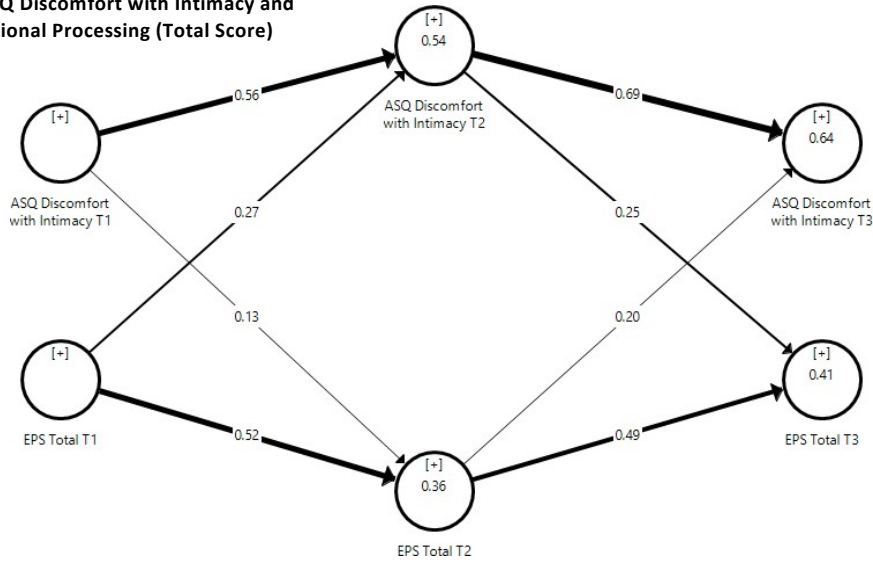 Q Discomfort with Intimacy and
ional Processing (Total Score)
[+]
0.54
ASQ Discomfort
with Intimacy T2
[+]
ASQ Discomfort
with Intimacy T1
[+]
0.64
ASQ Discomfort
with Intimacy T3
0.56
0.69
0.27
0.25
0.13
0.20
[+]
EPS Total T1
[+]
0.41
EPS Total T3
0.52
0.49
[+]
0.36
EPS Total T2